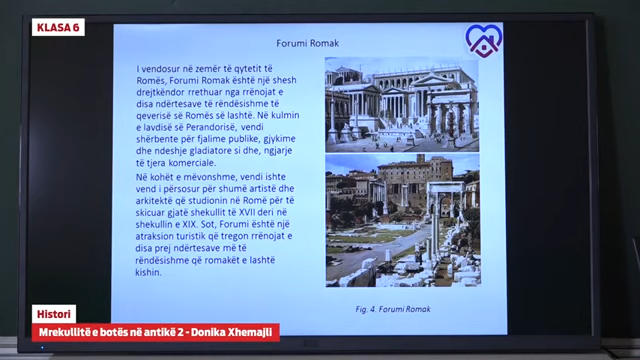 KLASA 6
Forumi Romak
I vendosur në zemër të qytetit të
Romës, Forumi Romak është një shesh
drejtkëndor rrethuar nga rrënojat e
disa ndërtesave të rëndësishme të
qeverisë së Romës së lashtë. Në kulmin
e lavdisë së Perandorisë, vendi
shërbente për fjalime publike, gjykime
dhe ndeshje gladiatore si dhe, ngjarje
të tjera komerciale.
Në kohët e mëvonshme, vendi ishte
vend i përsosur për shumë artistë dhe
arkitektë që studionin në Romë për të
skicuar gjatë shekullit të XVII deri në
shekullin e XIX. Sot, Forumi është një
atraksion turistik që tregon rrënojat e
disa prej ndërtesave më të
rëndësishme që romakët e lashtë
kishin.
Fig. 4. Forumi Romak
Histori
Mrekullitë e botës në antikë 2 - Donika Xhemajli